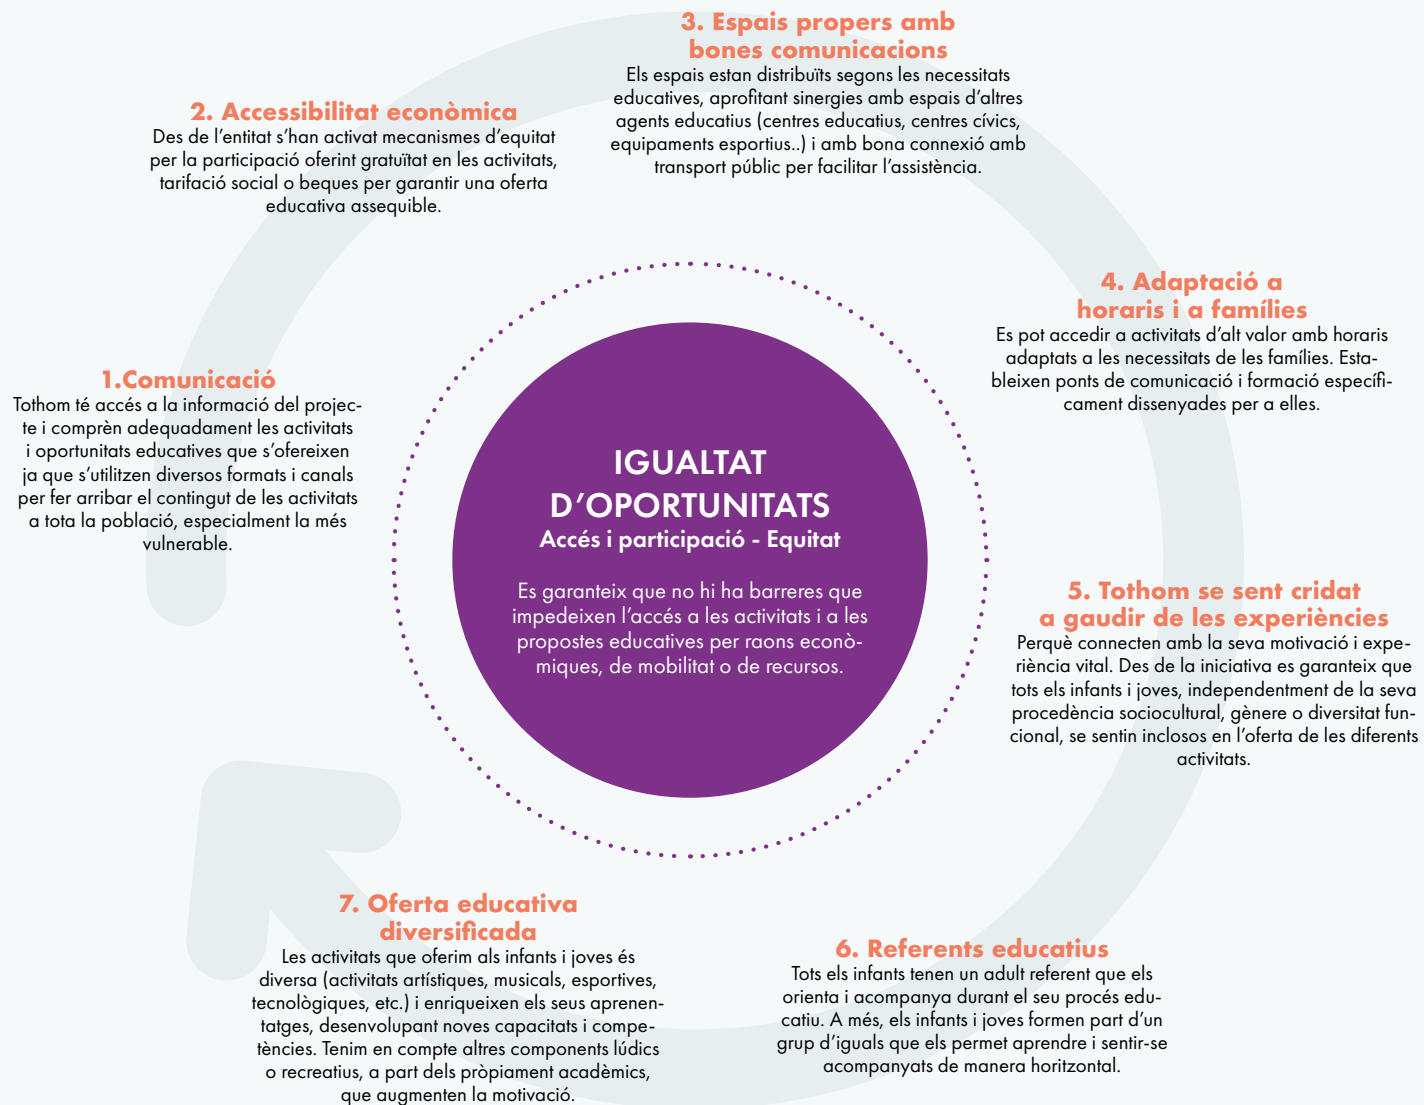 3. Espais propers amb
bones comunicacions
Els espais estan distribuïts segons les necessitats
educatives, aprofitant sinergies amb espais d’altres
agents educatius (centres educatius, centres cívics,
equipaments esportius..) i amb bona connexió amb
transport públic per facilitar l’assistència.
2. Accessibilitat econòmica
Des de l’entitat s’han activat mecanismes d’equitat
per la participació oferint gratuïtat en les activitats,
tarifació social o beques per garantir una oferta
educativa assequible.
4. Adaptació a
horaris i a famílies
Es pot accedir a activitats d’alt valor amb horaris
adaptats a les necessitats de les famílies. Esta-
bleixen ponts de comunicació i formació específi-
cament dissenyades per a elles.
1.Comunicació
Tothom té accés a la informació del projec-
te i comprèn adequadament les activitats
i oportunitats educatives que s’ofereixen
ja que s’utilitzen diversos formats i canals
per fer arribar el contingut de les activitats
a tota la població, especialment la més
vulnerable.
IGUALTAT
D’OPORTUNITATS
Accés i participació - Equitat
Es garanteix que no hi ha barreres que
impedeixen l’accés a les activitats i a les
propostes educatives per raons econò-
miques, de mobilitat o de recursos.
5. Tothom se sent cridat
a gaudir de les experiències
Perquè connecten amb la seva motivació i expe-
riència vital. Des de la iniciativa es garanteix que
tots els infants i joves, independentment de la seva
procedència sociocultural, gènere o diversitat fun-
cional, se sentin inclosos en l’oferta de les diferents
activitats.
7. Oferta educativa
diversificada
Les activitats que oferim als infants i joves és
diversa (activitats artístiques, musicals, esportives,
tecnològiques, etc.) i enriqueixen els seus aprenen-
tatges, desenvolupant noves capacitats i compe-
tències. Tenim en compte altres components lúdics
o recreatius, a part dels pròpiament acadèmics,
que augmenten la motivació.
6. Referents educatius
Tots els infants tenen un adult referent que els
orienta i acompanya durant el seu procés edu-
catiu. A més, els infants i joves formen part d’un
grup d’iguals que els permet aprendre i sentir-se
acompanyats de manera horitzontal.